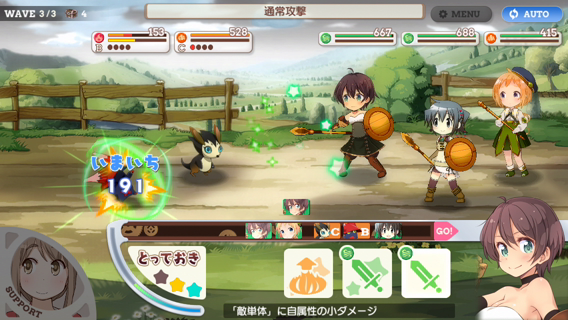 WAVE 3/3 4
通常攻撃
MENU
AUTO
153
B
528
C
667
688
415
いまいち
191
C B GO!
とっておき
SUPPORT
「敵単体」に自属性の小ダメージ